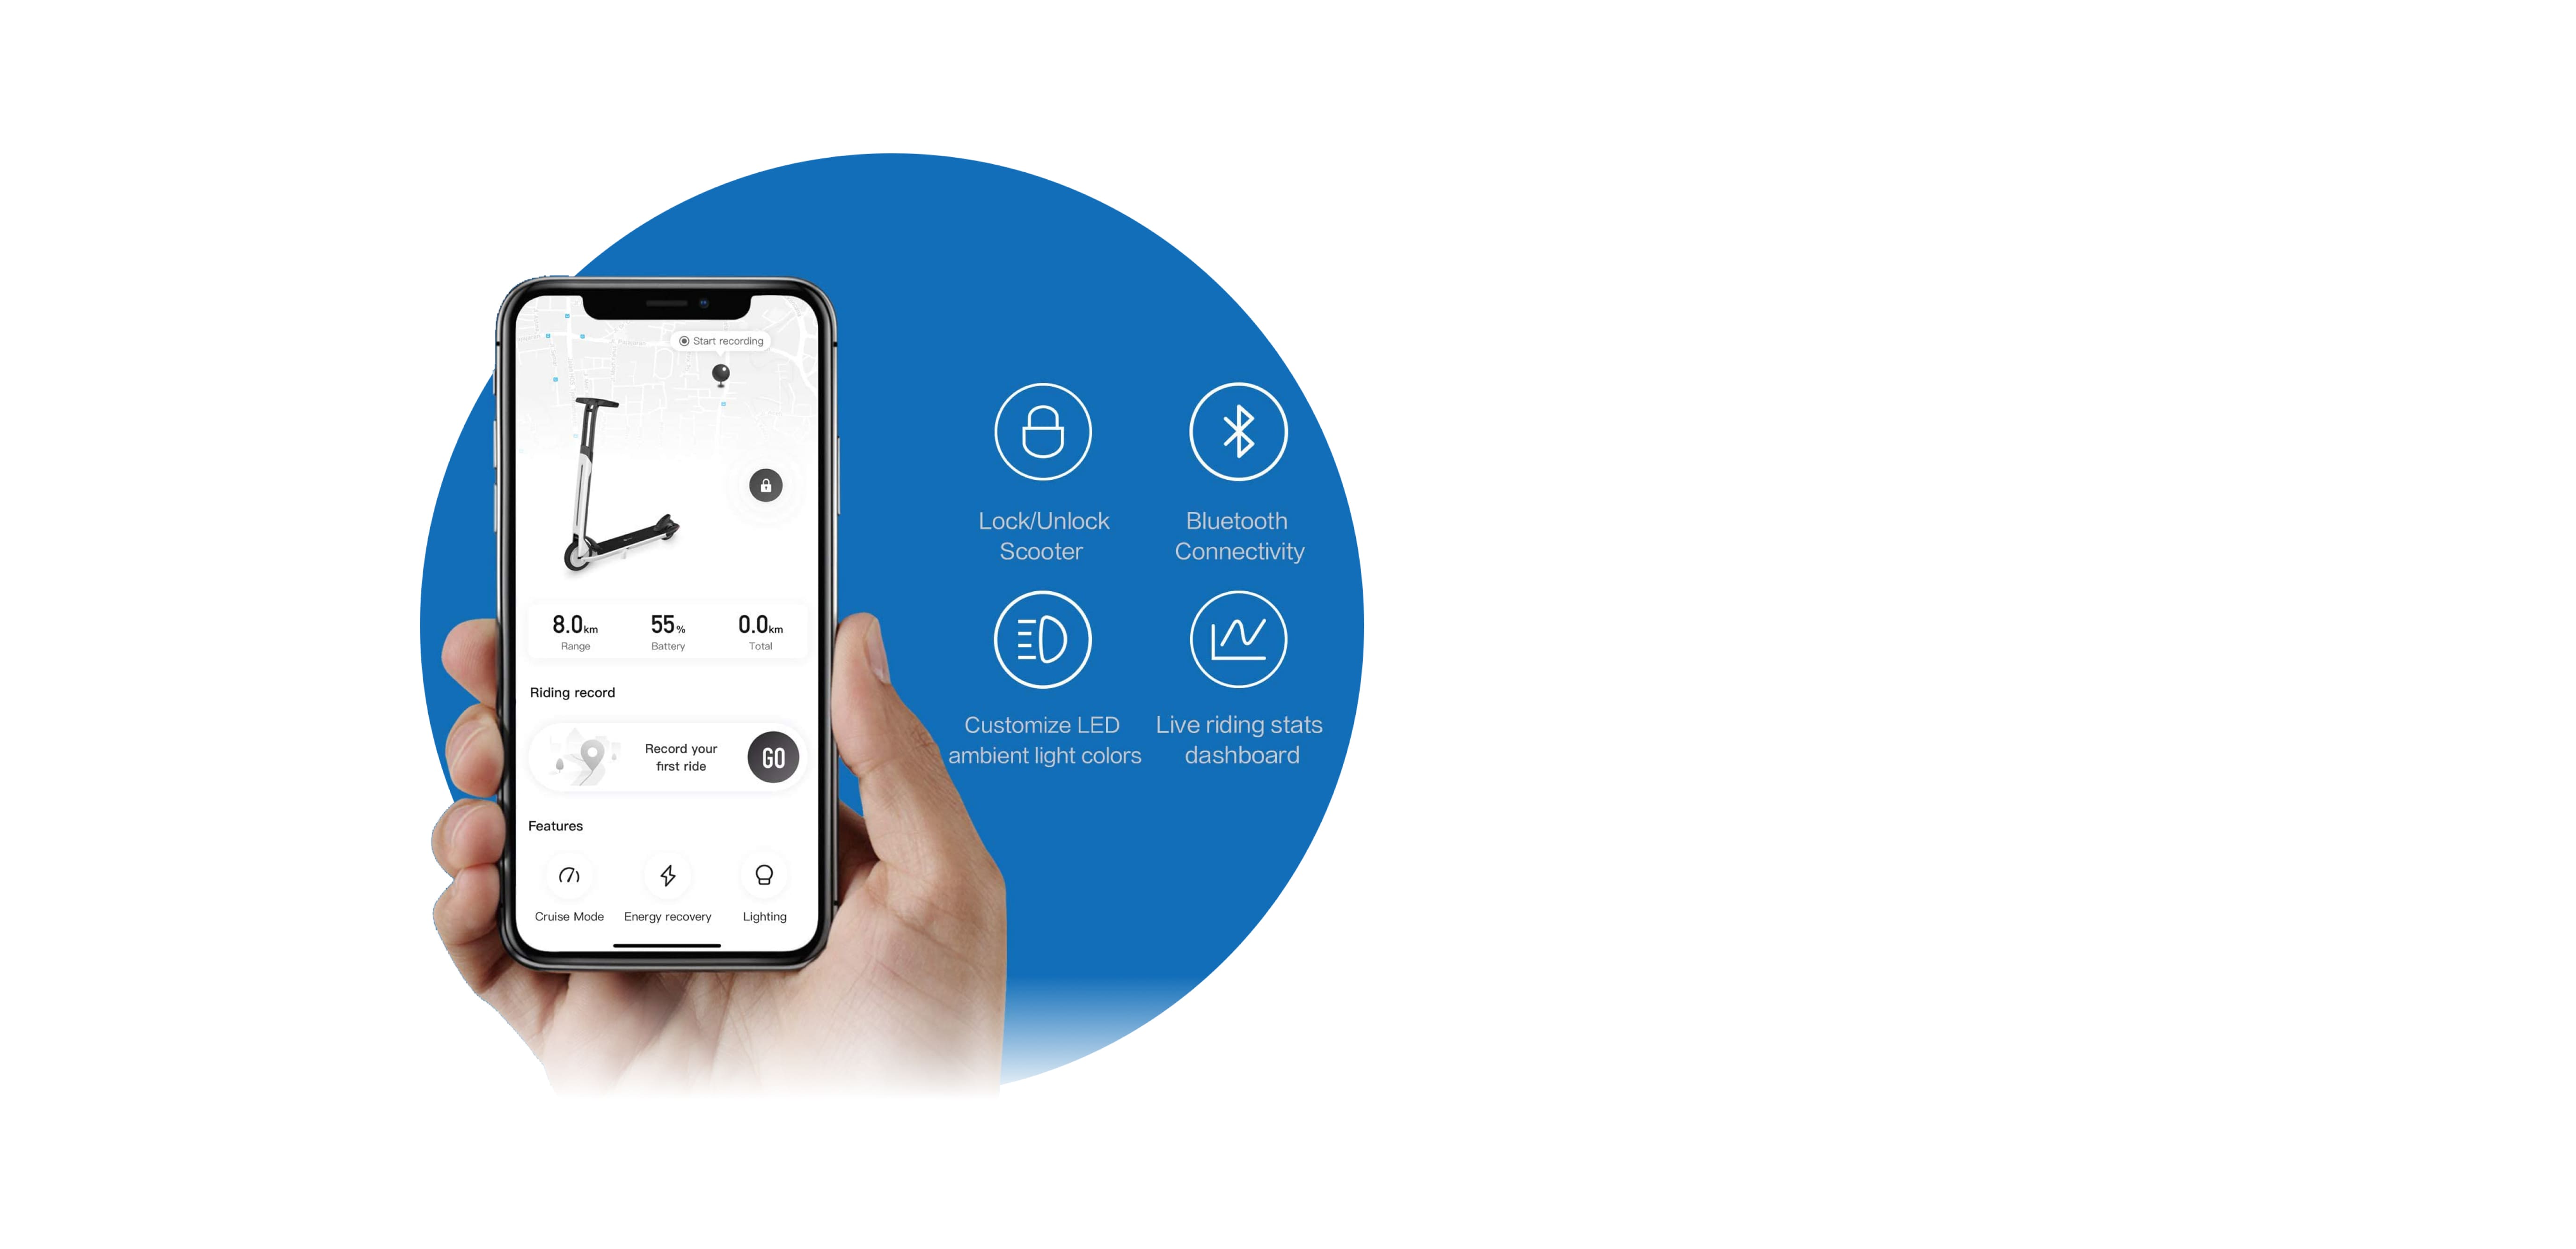 Start recording
8.0km
55%
0.0km
Range
Battery
Total
Riding record
Record your
first ride
GO
Features
Cruise Mode
Energy recovery
Lighting
Lock/Unlock
Scooter
Bluetooth
Connectivity
Customize LED
ambient light colors
Live riding stats
dashboard